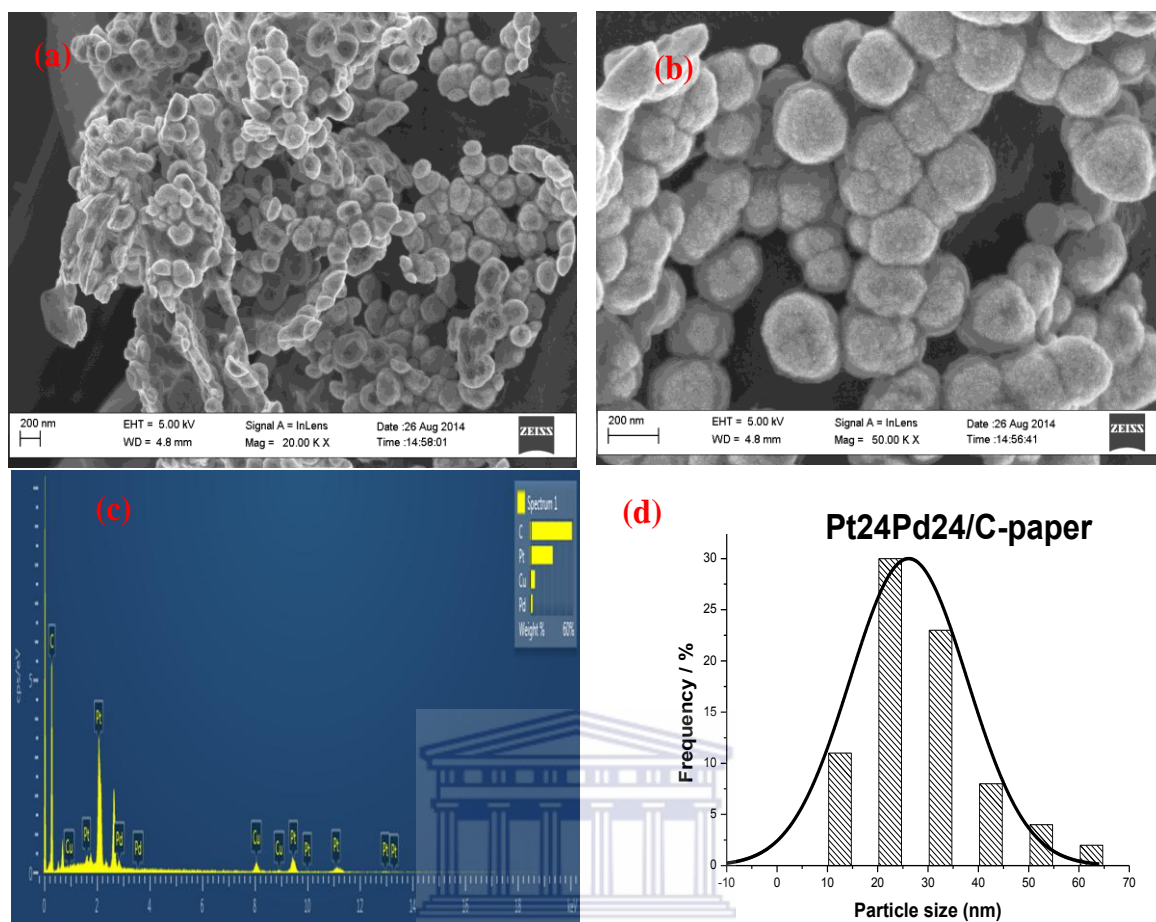 (a)
200 nm
EHT = 5.00 kV
WD = 4.8 mm
Signal A = InLens
Mag = 20.00 K X
Date :26 Aug 2014
Time :14:58:01
ZEISS
(b)
200 nm
EHT = 5.00 kV
WD = 4.8 mm
Signal A = InLens
Mag = 50.00 K X
Date :26 Aug 2014
Time :14:56:41
ZEISS
(c)
Spectrum 1
C
Pt
Cu
Pd
Weight % 60%
cps/eV
5
0
C
Cu
Pt
Pt
Pd
Pd
Cu
Cu
Pt
Pt
Pt
Pt
Pt
0 2 4 6 8 10 12 14 18 keV
(d)
Pt24Pd24/C-paper
Frequency / %
30
25
20
15
10
5
0
-10 0 10 20 30 40 50 60 70
Particle size (nm)